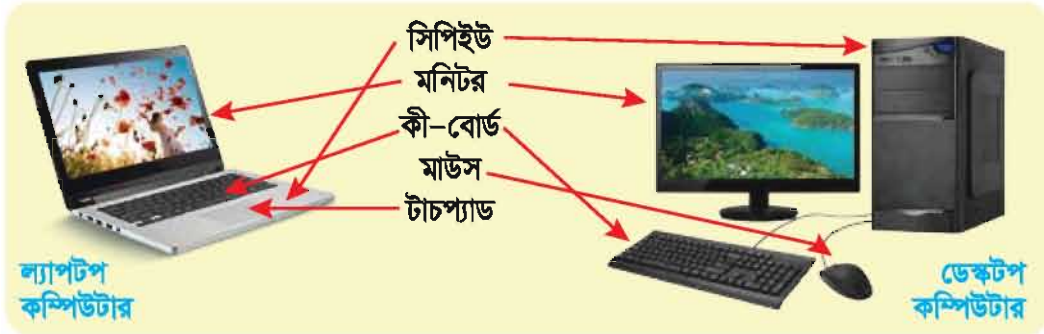 সিপিইউ
মনিটর
কী-বোর্ড
মাউস
টাচপ্যাড
ল্যাপটপ
কম্পিউটার
ডেস্কটপ
কম্পিউটার